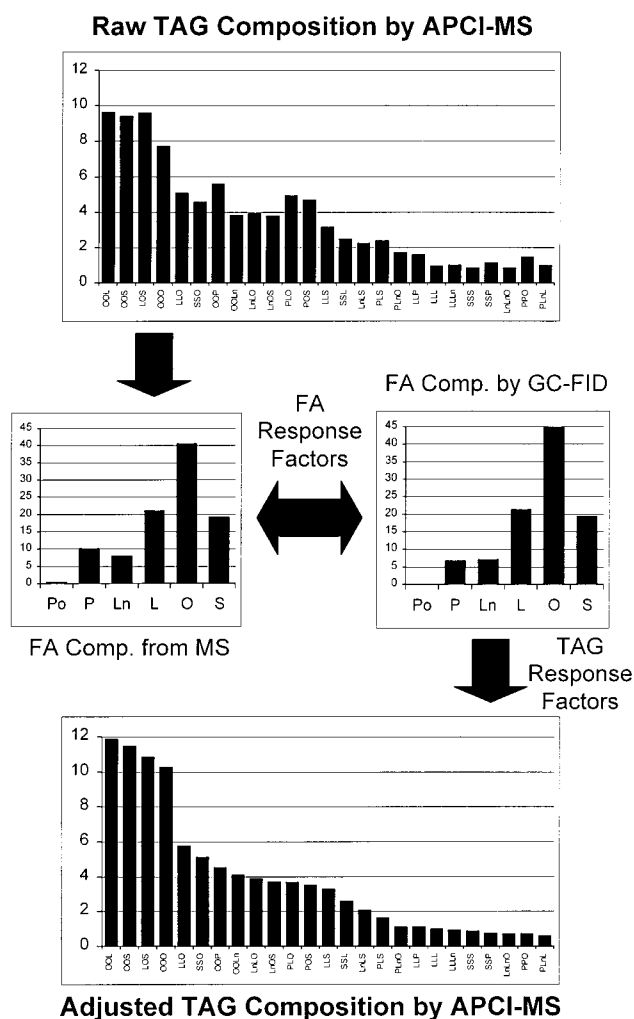 Raw TAG Composition by APCI-MS
12
10
8
6
4
2
0
OOL OOS LOS OOO LLO SSO OOP OOLn LnLO LnOS PLO POS LLS SSL LnLS PLS PLnO LLP LLL LLLn SSS SSP LnLnO PPO PLnL
FA Comp. by GC-FID
FA
Response
Factors
45
40
35
30
25
20
15
10
5
0
Po P Ln L O S
FA Comp. from MS
45
40
35
30
25
20
15
10
5
0
Po P Ln L O S
TAG
Response
Factors
12
10
8
6
4
2
0
OOL OOS LOS OOO LLO SSO OOP OOLn LnLO LnOS PLO POS LLS SSL LnLS PLS PLnO LLP LLL LLLn SSS SSP LnLnO PPO PLnL
Adjusted TAG Composition by APCI-MS